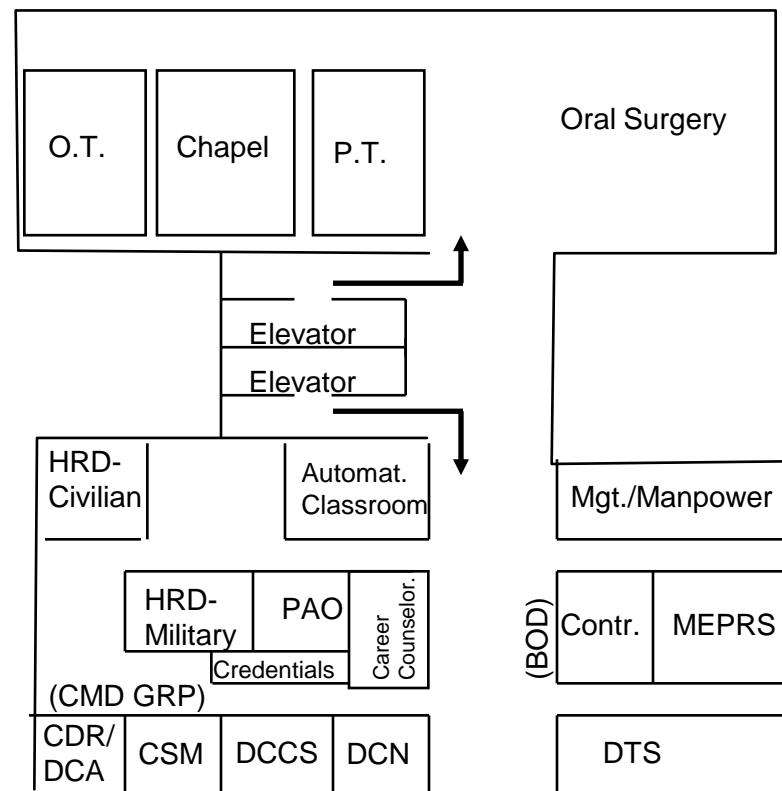 O.T.
Chapel
P.T.
Oral Surgery
Elevator
Elevator
HRD-
Civilian
Automat.
Classroom
Mgt./Manpower
HRD-
Military
PAO
Career
Counselor.
Credentials
(BOD)
Contr.
MEPRS
(CMD GRP)
CDR/
DCA
CSM
DCCS
DCN
DTS